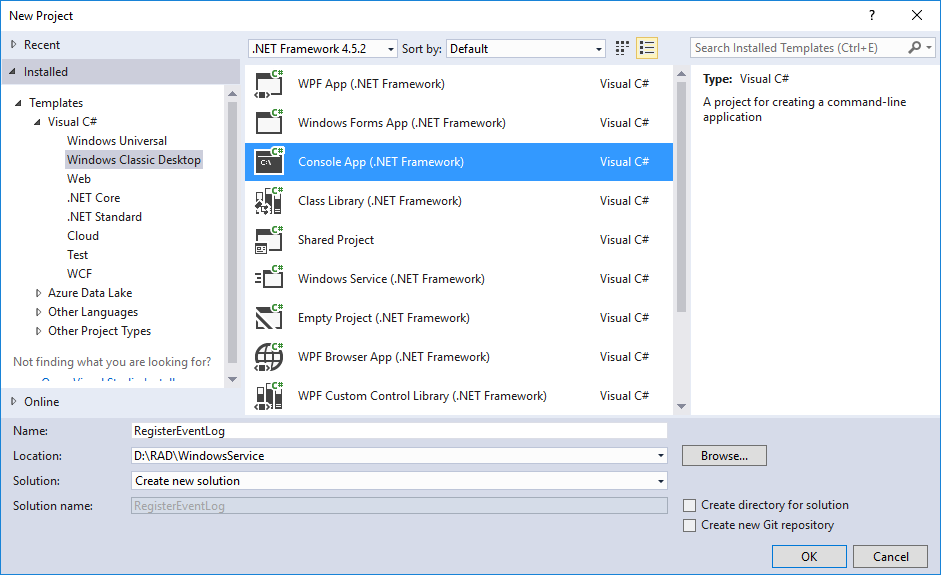 New Project
?
Recent
.NET Framework 4.5.2 Sort by: Default
Search Installed Templates (Ctrl+E)
Installed
Templates
Visual C#
Windows Universal
Windows Classic Desktop
Web
.NET Core
.NET Standard
Cloud
Test
WCF
Azure Data Lake
Other Languages
Other Project Types
Not finding what you are looking for?
Online
C# WPF App (.NET Framework) Visual C#
C# Windows Forms App (.NET Framework) Visual C#
C# C:\ Console App (.NET Framework) Visual C#
C# Class Library (.NET Framework) Visual C#
C# Shared Project Visual C#
C# Windows Service (.NET Framework) Visual C#
C# Empty Project (.NET Framework) Visual C#
C# WPF Browser App (.NET Framework) Visual C#
C# WPF Custom Control Library (.NET Framework) Visual C#
Type: Visual C#
A project for creating a command-line
application
Name: RegisterEventLog
Location: D:\RAD\WindowsService Browse...
Solution: Create new solution
Solution name: RegisterEventLog
Create directory for solution
Create new Git repository
OK Cancel